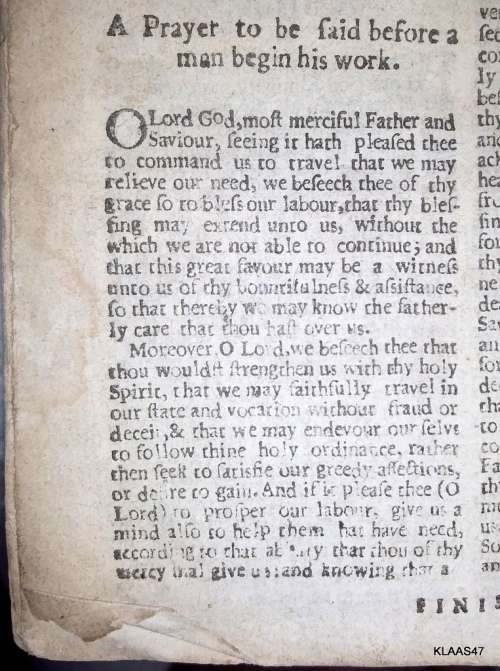 A Prayer to be ſaid before a
man begin his work.
O Lord God, moſt merciful Father and
Saviour, ſeeing it hath pleaſed thee
to command us to travel that we may
relieve our need, we beſeech thee of thy
grace ſo to bleſs our labour, that thy bleſ-
ſing may extend unto us, without the
which we are not able to continue; and
that this great favour may be a witneſs
unto us of thy bountifulneſs & aſſiſtance,
ſo that thereby we may know the father-
ly care that thou haſt over us.
Moreover, O Lord, we beſeech thee that
thou wouldſt ſtrengthen us with thy holy
Spirit, that we may faithfully travel in
our ſtate and vocation without fraud or
deceit, & that we may endevour our ſelve
to follow thine holy ordinance, rather
then ſeek to ſatisfie our greedy affections,
or deſire to gain. And if it pleaſe thee (O
Lord) to proſper our labour, give us a
mind alſo to help them hat have need,
according to that ability that thou of thy
mercy ſhal give us: and knowing that a
FINIS
KLAAS47